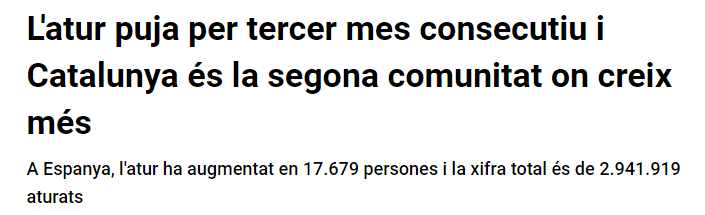 L'atur puja per tercer mes consecutiu i
Catalunya és la segona comunitat on creix
més
A Espanya, l'atur ha augmentat en 17.679 persones i la xifra total és de 2.941.919
aturats